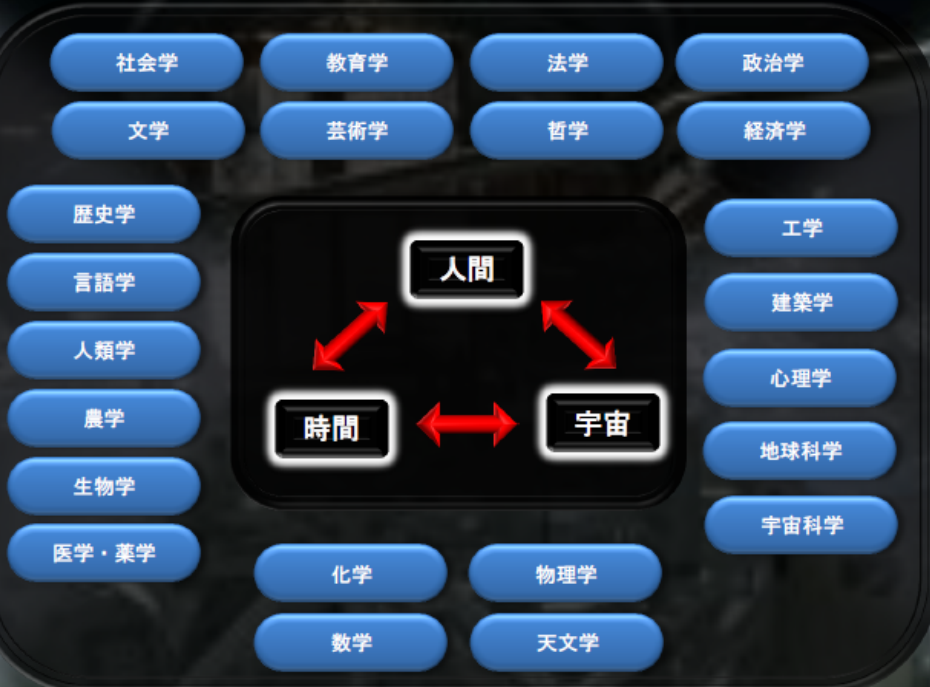 社会学
教育学
法学
政治学
文学
芸術学
哲学
経済学
歴史学
言語学
人類学
農学
生物学
医学・薬学
人間
時間
宇宙
工学
建築学
心理学
地球科学
宇宙科学
化学
物理学
数学
天文学